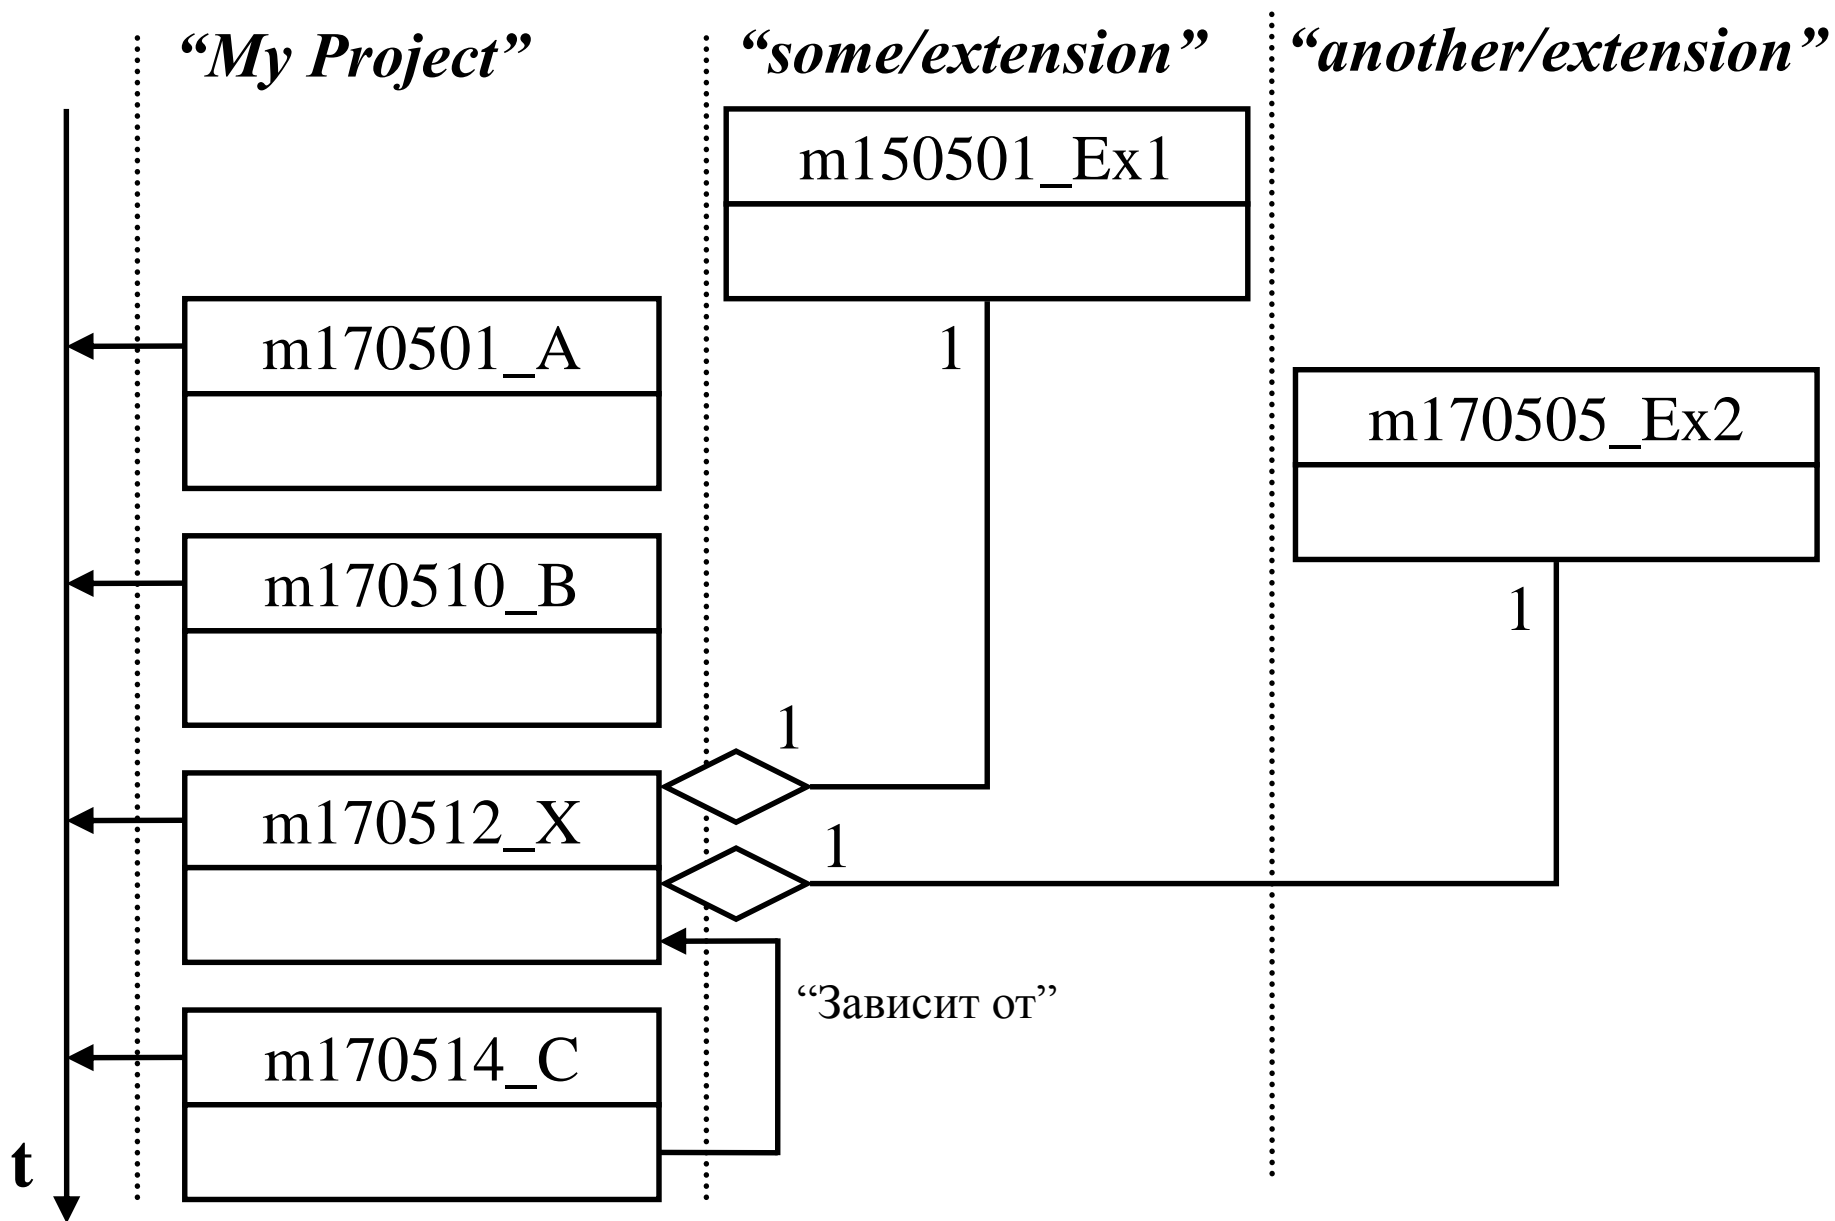 “My Project”
“some/extension”
“another/extension”
m150501_Ex1
m170501_A
1
m170505_Ex2
m170510_B
1
1
m170512_X
1
“Зависит от”
m170514_C
t